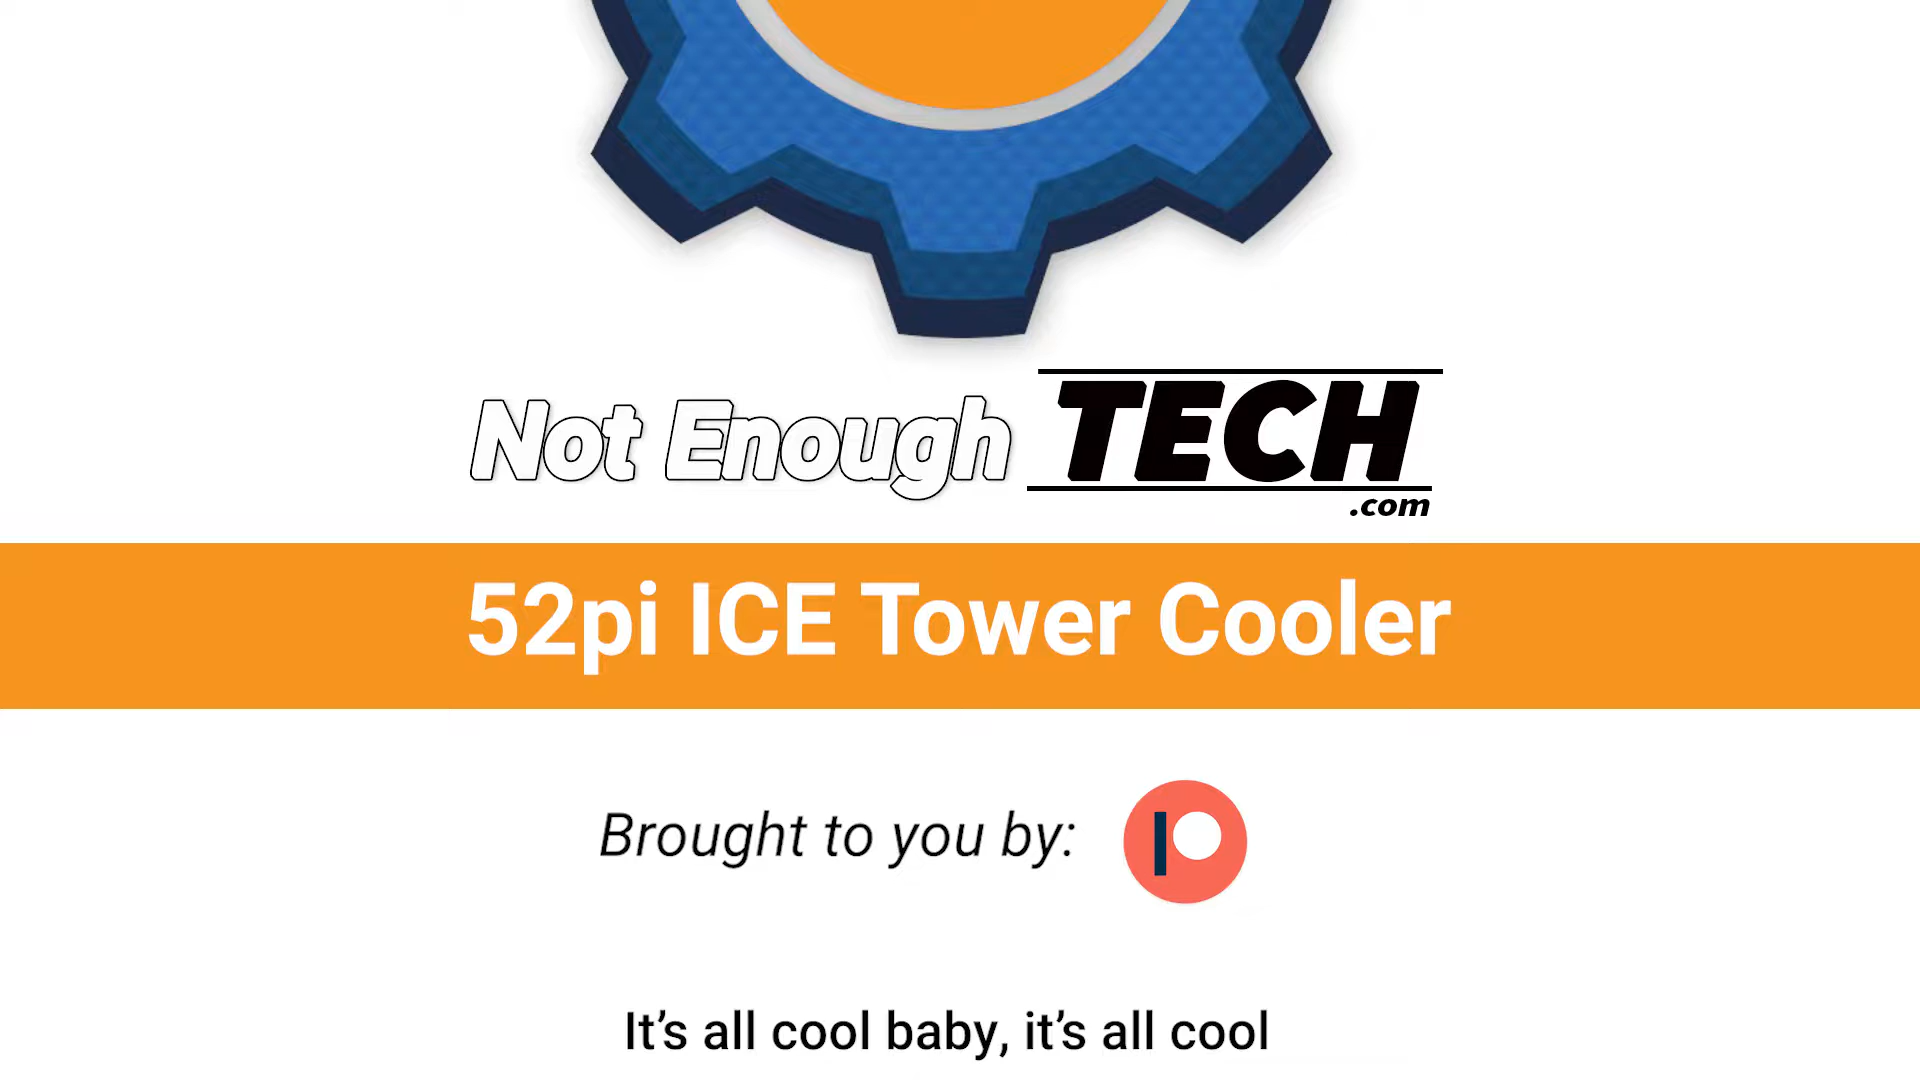 Not Enough TECH
.com
52pi ICE Tower Cooler
Brought to you by:
It’s all cool baby, it’s all cool